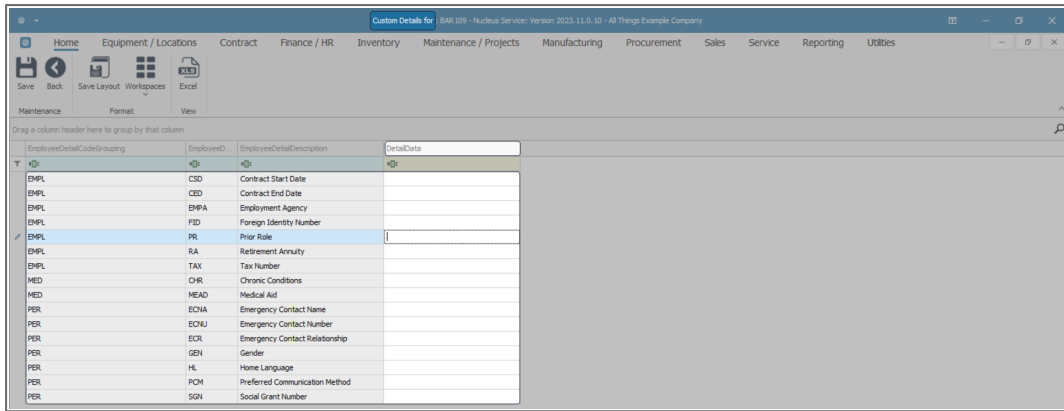 Custom Details for : BAR109 - Nucleus Service: Version 2023.11.0.10 - All Things Example Company
Home Equipment / Locations Contract Finance / HR Inventory Maintenance / Projects Manufacturing Procurement Sales Service Reporting Utilities
XLS
Save Back Save Layout Workspaces Excel
Maintenance Format View
Drag a column header here to group by that column
EmployeeDetailCodeGrouping EmployeeD... EmployeeDetailDescription DetailData
EMPL CSD Contract Start Date
EMPL CED Contract End Date
EMPL EMPA Employment Agency
EMPL FID Foreign Identity Number
EMPL PR Prior Role
EMPL RA Retirement Annuity
EMPL TAX Tax Number
MED CHR Chronic Conditions
MED MEAD Medical Aid
PER ECNA Emergency Contact Name
PER ECNU Emergency Contact Number
PER ECR Emergency Contact Relationship
PER GEN Gender
PER HL Home Language
PER PCM Preferred Communication Method
PER SGN Social Grant Number